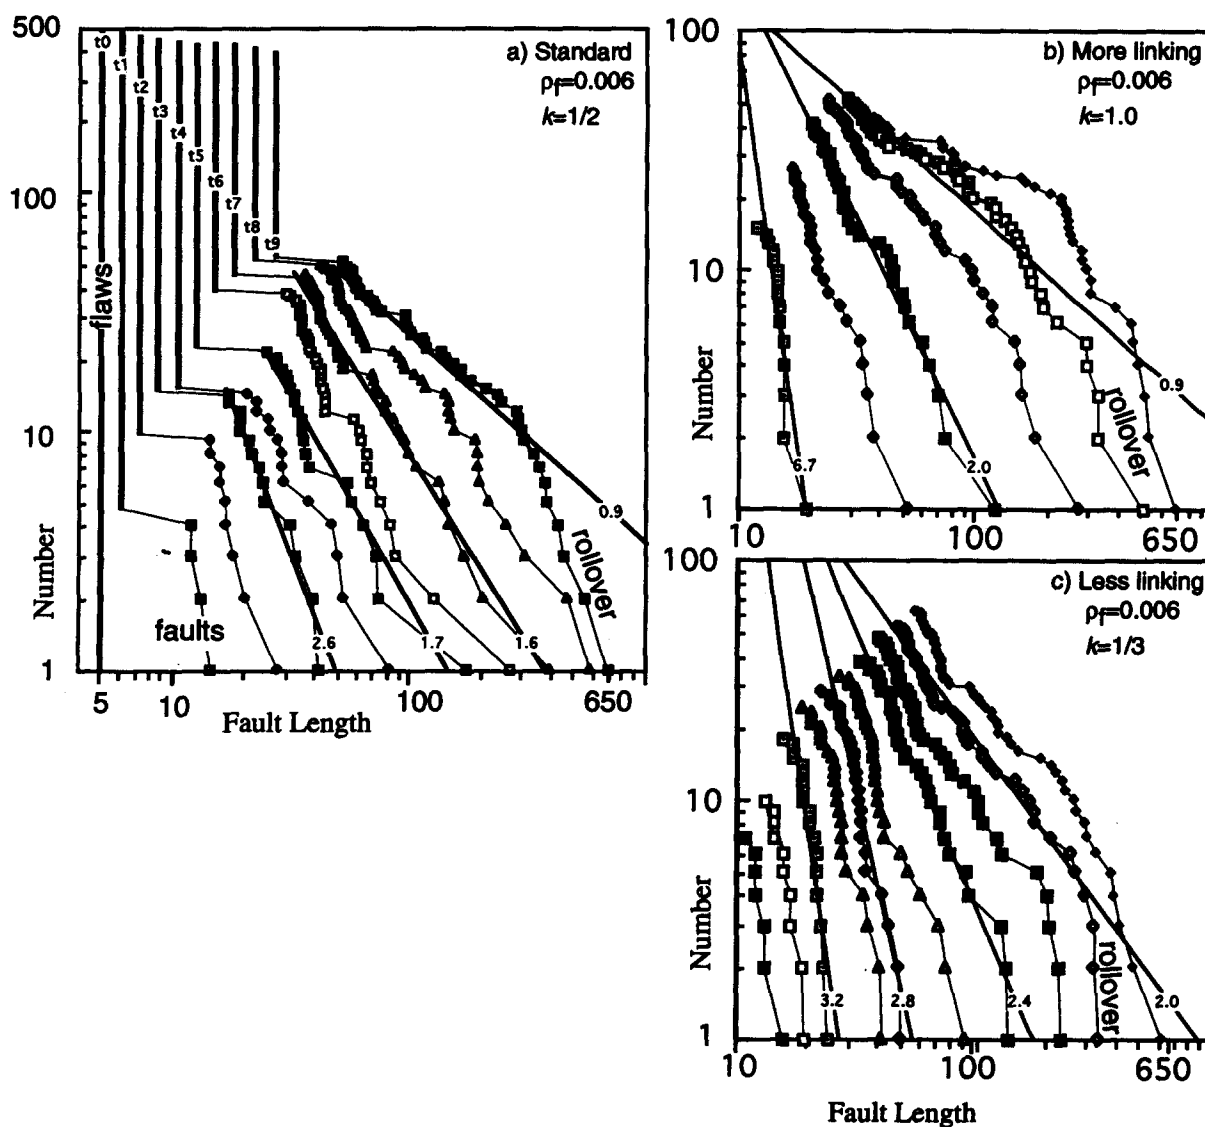 500
100
10
1
Number
t0
t1
t2
t3
t4
t5
t6
t7
t8
t9
a) Standard
ρf=0.006
k=1/2
flaws
faults
rollover
2.6
1.7
1.6
0.9
5
10
100
650
Fault Length
100
10
1
Number
b) More linking
ρf=0.006
k=1.0
0.9
rollover
6.7
2.0
10
100
650
100
10
1
Number
c) Less linking
ρf=0.006
k=1/3
rollover
3.2
2.8
2.4
2.0
10
100
650
Fault Length